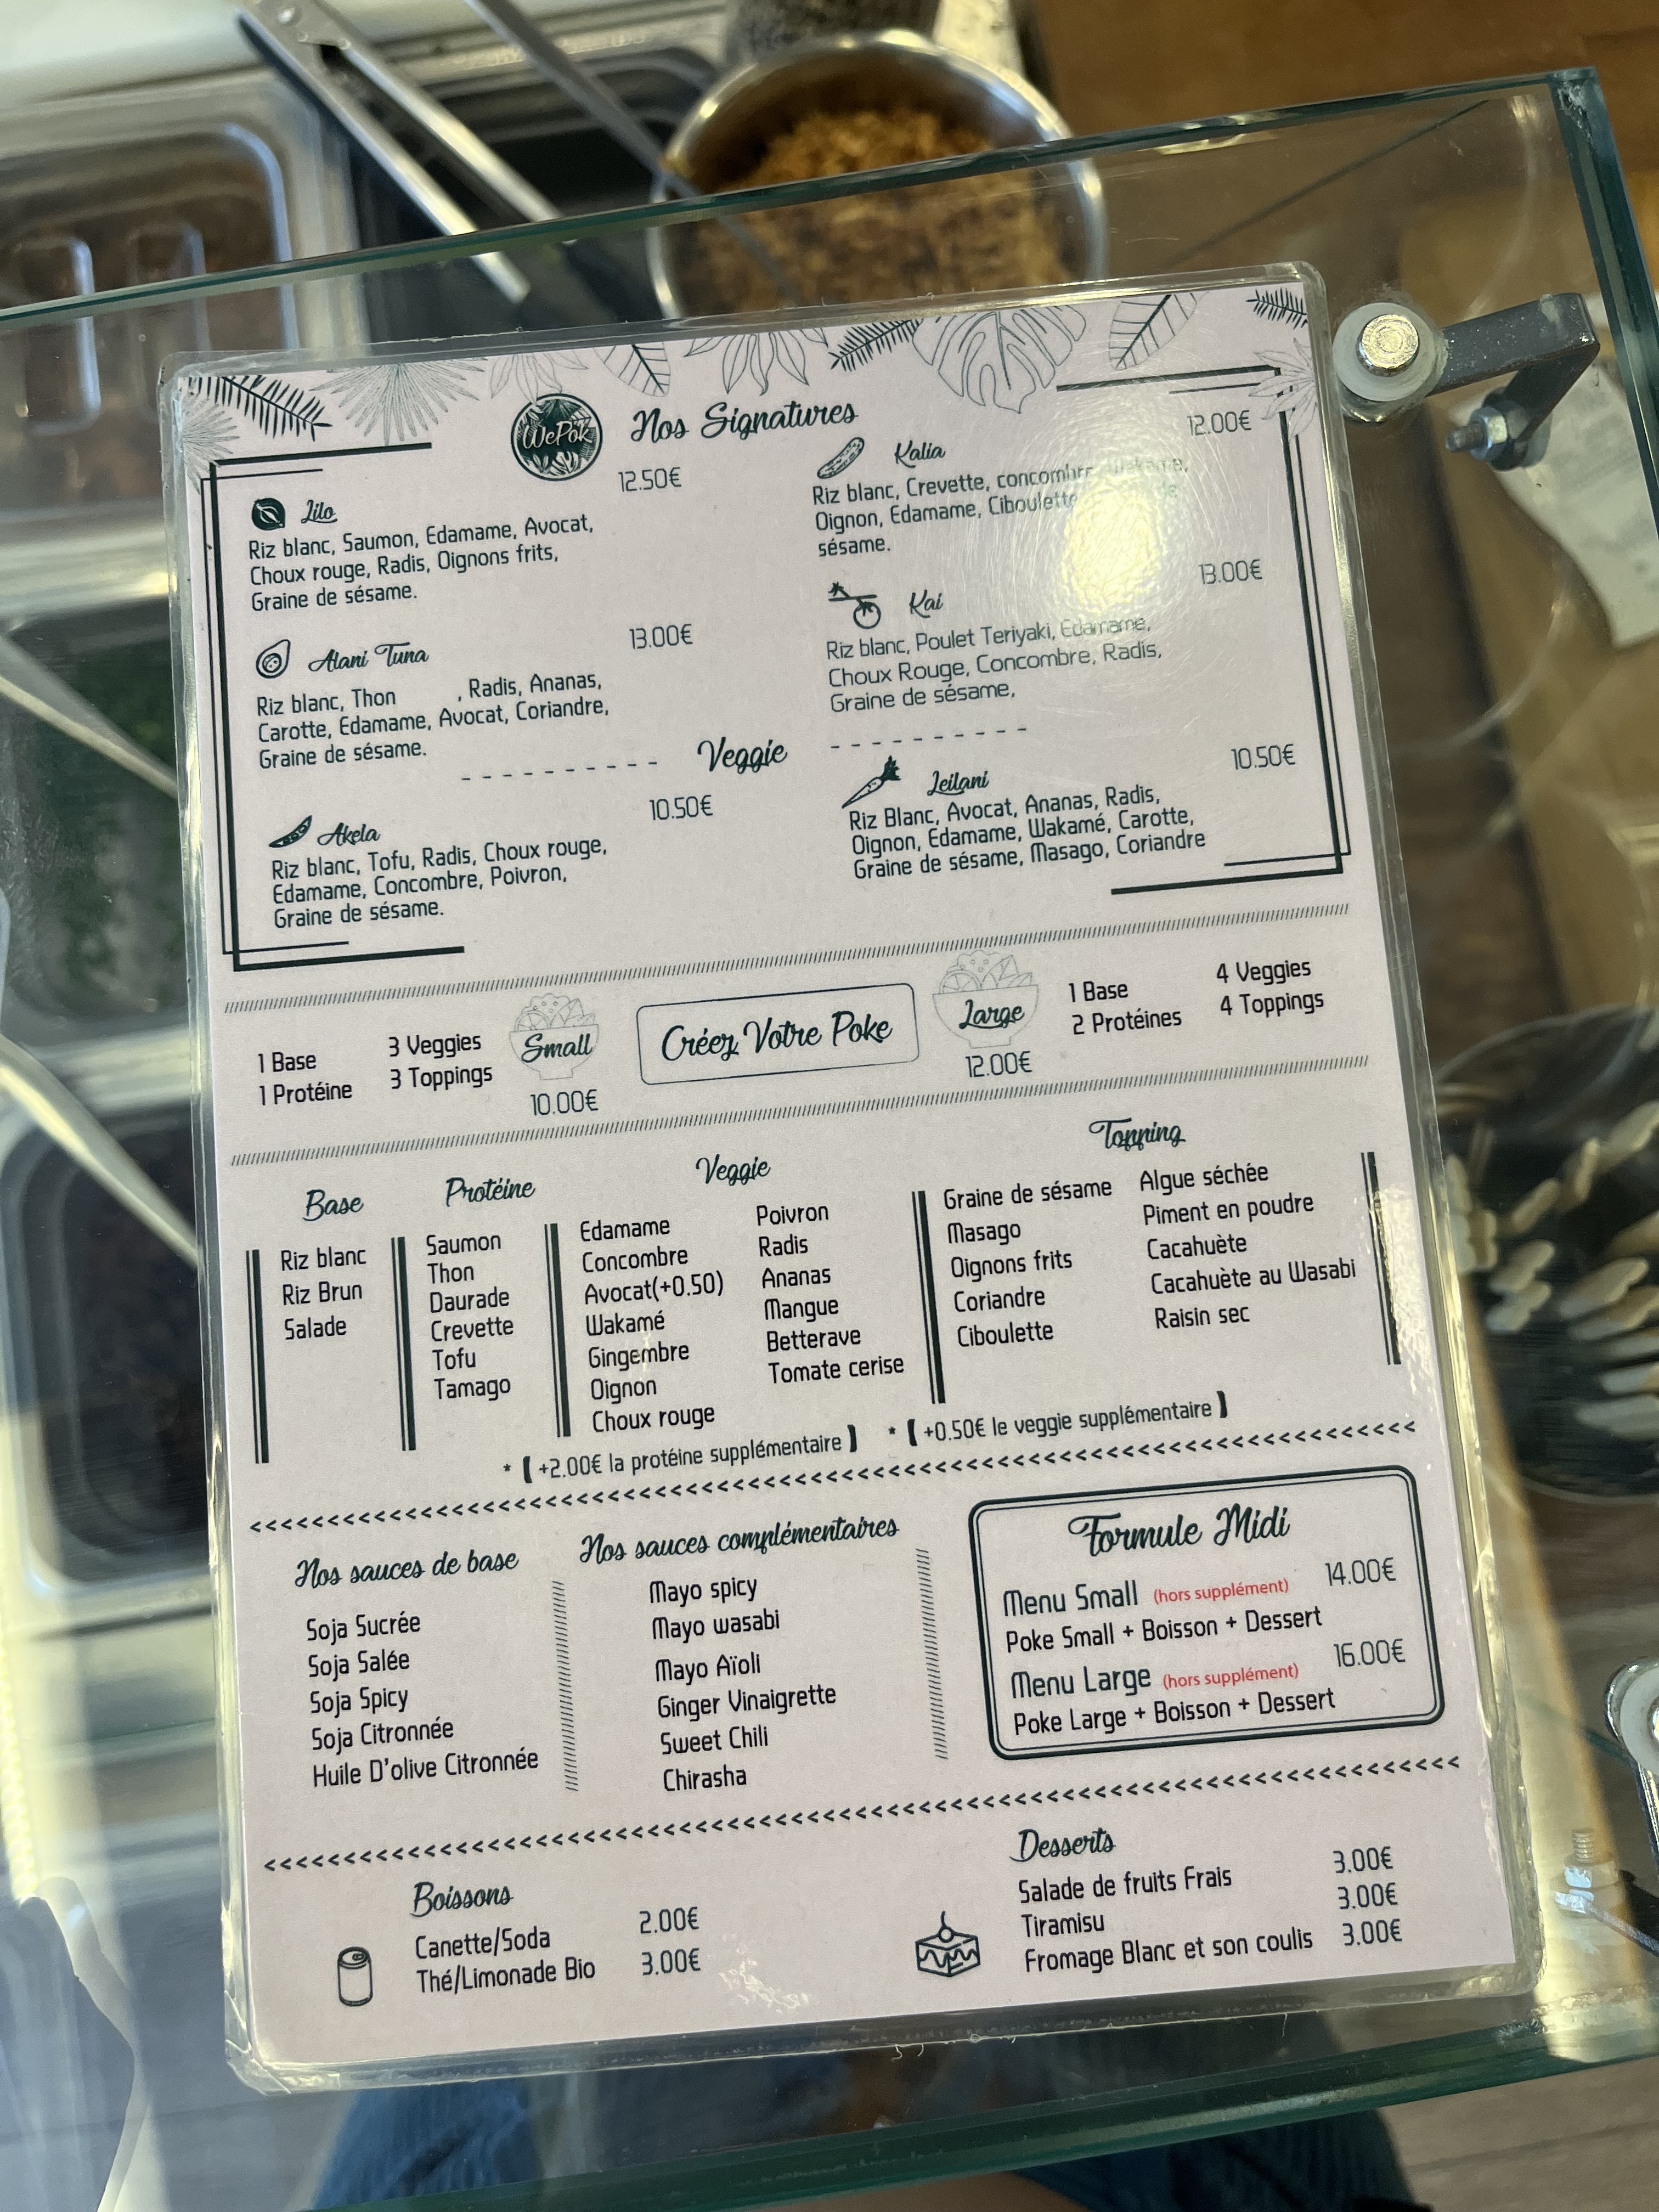 WePok
Nos Signatures
12.50€
Lilo
Riz blanc, Saumon, Edamame, Avocat,
Choux rouge, Radis, Oignons frits,
Graine de sésame.
13.00€
Alani Tuna
Riz blanc, Thon , Radis, Ananas,
Carotte, Edamame, Avocat, Coriandre,
Graine de sésame.
12.00€
Kalia
Riz blanc, Crevette, concombre, Wakame,
Oignon, Edamame, Ciboulette
sésame.
13.00€
Kai
Riz blanc, Poulet Teriyaki, Edamame,
Choux Rouge, Concombre, Radis,
Graine de sésame,
Veggie
10.50€
Akela
Riz blanc, Tofu, Radis, Choux rouge,
Edamame, Concombre, Poivron,
Graine de sésame.
10.50€
Leilani
Riz Blanc, Avocat, Ananas, Radis,
Oignon, Edamame, Wakamé, Carotte,
Graine de sésame, Masago, Coriandre
Créez Votre Poke
1 Base
1 Protéine
3 Veggies
3 Toppings
Small
10.00€
Large
12.00€
1 Base
2 Protéines
4 Veggies
4 Toppings
Base
Riz blanc
Riz Brun
Salade
Protéine
Saumon
Thon
Daurade
Crevette
Tofu
Tamago
Veggie
Edamame
Concombre
Avocat(+0.50)
Wakamé
Gingembre
Oignon
Choux rouge
Poivron
Radis
Ananas
Mangue
Betterave
Tomate cerise
Topping
Graine de sésame
Masago
Oignons frits
Coriandre
Ciboulette
Algue séchée
Piment en poudre
Cacahuète
Cacahuète au Wasabi
Raisin sec
* [ +2.00€ la protéine supplémentaire ] * [ +0.50€ le veggie supplémentaire ]
Nos sauces de base
Soja Sucrée
Soja Salée
Soja Spicy
Soja Citronnée
Huile D'olive Citronnée
Nos sauces complémentaires
Mayo spicy
Mayo wasabi
Mayo Aïoli
Ginger Vinaigrette
Sweet Chili
Chirasha
Formule Midi
Menu Small (hors supplément) 14.00€
Poke Small + Boisson + Dessert
Menu Large (hors supplément) 16.00€
Poke Large + Boisson + Dessert
Boissons
Canette/Soda 2.00€
Thé/Limonade Bio 3.00€
Desserts
Salade de fruits Frais 3.00€
Tiramisu 3.00€
Fromage Blanc et son coulis 3.00€